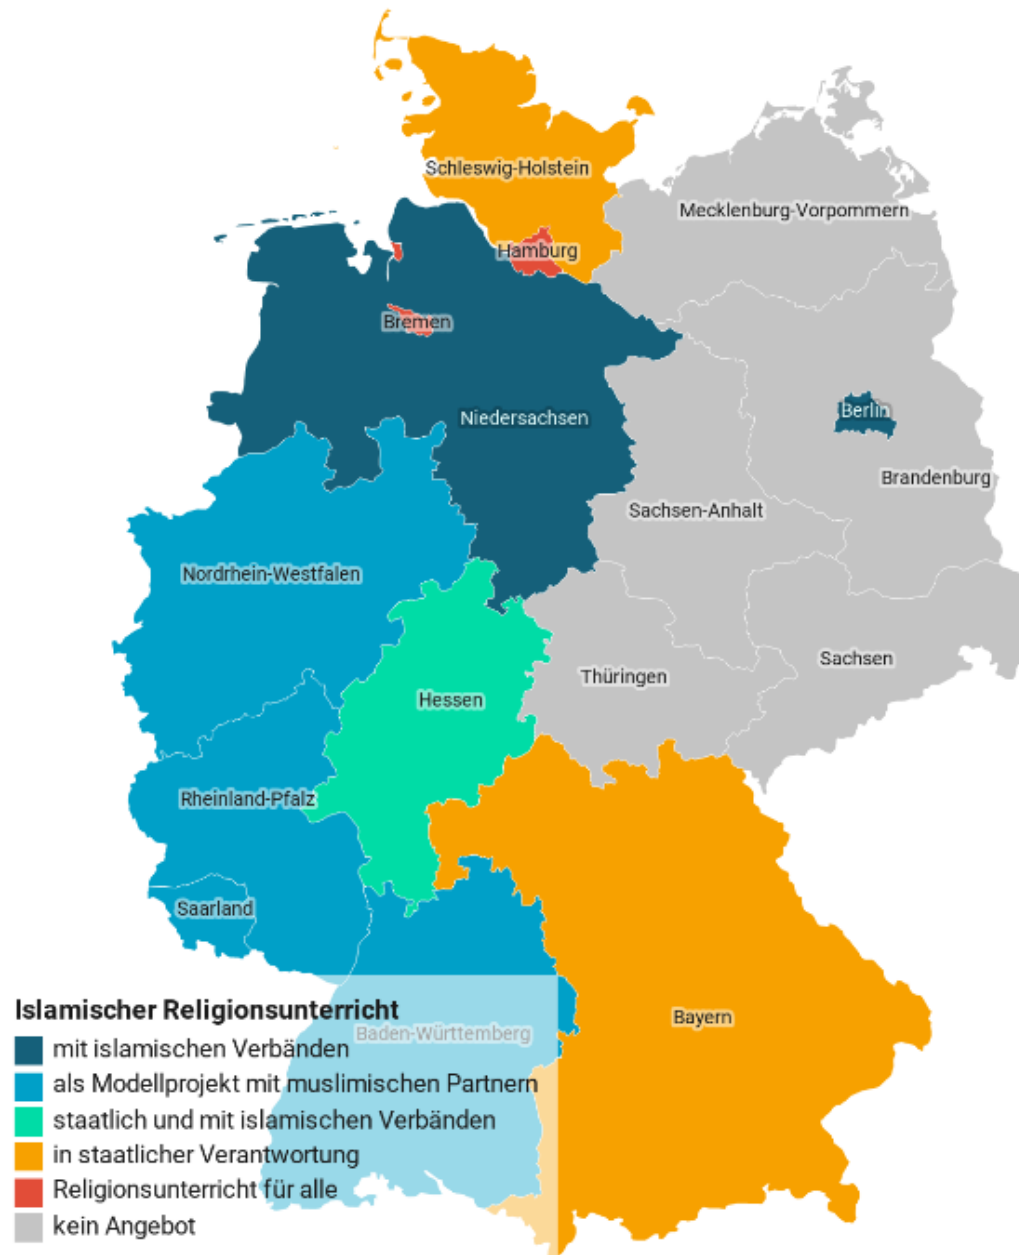 Schleswig-Holstein
Mecklenburg-Vorpommern
Hamburg
Bremen
Berlin
Niedersachsen
Brandenburg
Sachsen-Anhalt
Nordrhein-Westfalen
Sachsen
Thüringen
Hessen
Rheinland-Pfalz
Saarland
Islamischer Religionsunterricht
Bayern
Baden-Württemberg
mit islamischen Verbänden
als Modellprojekt mit muslimischen Partnern
staatlich und mit islamischen Verbänden
in staatlicher Verantwortung
Religionsunterricht für alle
kein Angebot